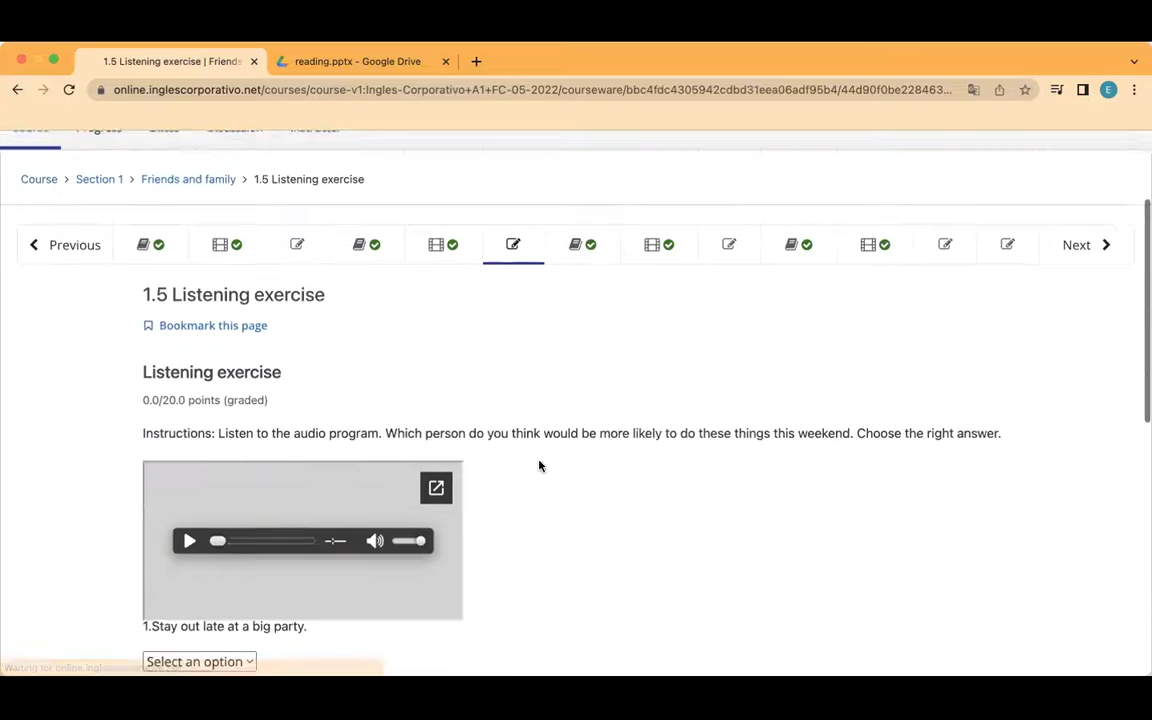 1.5 Listening exercise | Friends
reading.pptx - Google Drive
online.inglescorporativo.net/courses/course-v1:Ingles-Corporativo+A1+FC-05-2022/courseware/bbc4fdc4305942cdbd31eea06adf95b4/44d90f0be228463...
E
Course > Section 1 > Friends and family > 1.5 Listening exercise
Previous
Next
1.5 Listening exercise
Bookmark this page
Listening exercise
0.0/20.0 points (graded)
Instructions: Listen to the audio program. Which person do you think would be more likely to do these things this weekend. Choose the right answer.
-:--
1.Stay out late at a big party.
Select an option